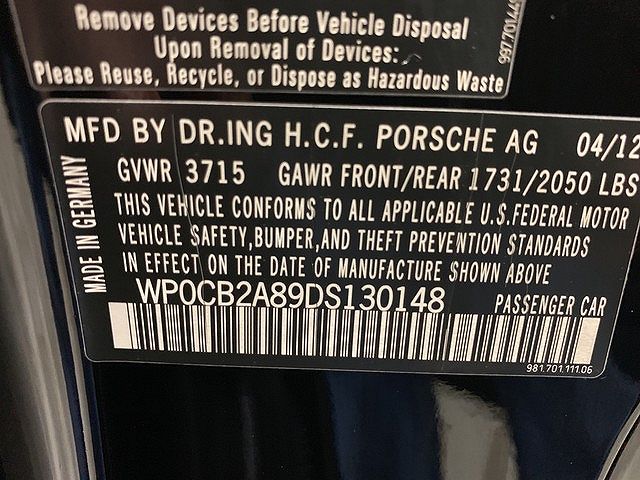 Remove Devices Before Vehicle Disposal
Upon Removal of Devices:
Please Reuse, Recycle, or Dispose as Hazardous Waste
MFD BY DR.ING H.C.F. PORSCHE AG 04/12
GVWR 3715 GAWR FRONT/REAR 1731/2050 LBS
THIS VEHICLE CONFORMS TO ALL APPLICABLE U.S.FEDERAL MOTOR
VEHICLE SAFETY,BUMPER,AND THEFT PREVENTION STANDARDS
IN EFFECT ON THE DATE OF MANUFACTURE SHOWN ABOVE
MADE IN GERMANY
WP0CB2A89DS130148 PASSENGER CAR
981.701.111.06